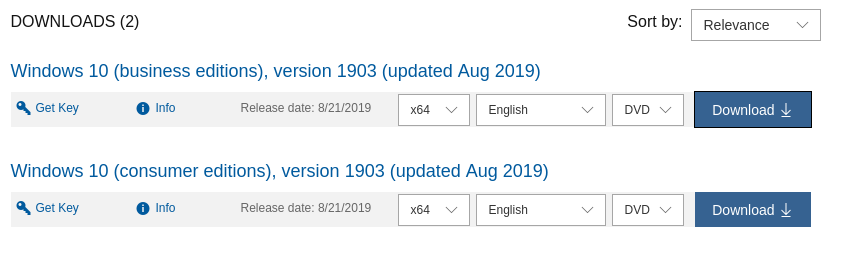 DOWNLOADS (2) Sort by: Relevance
Windows 10 (business editions), version 1903 (updated Aug 2019)
Get Key Info Release date: 8/21/2019 x64 English DVD Download
Windows 10 (consumer editions), version 1903 (updated Aug 2019)
Get Key Info Release date: 8/21/2019 x64 English DVD Download